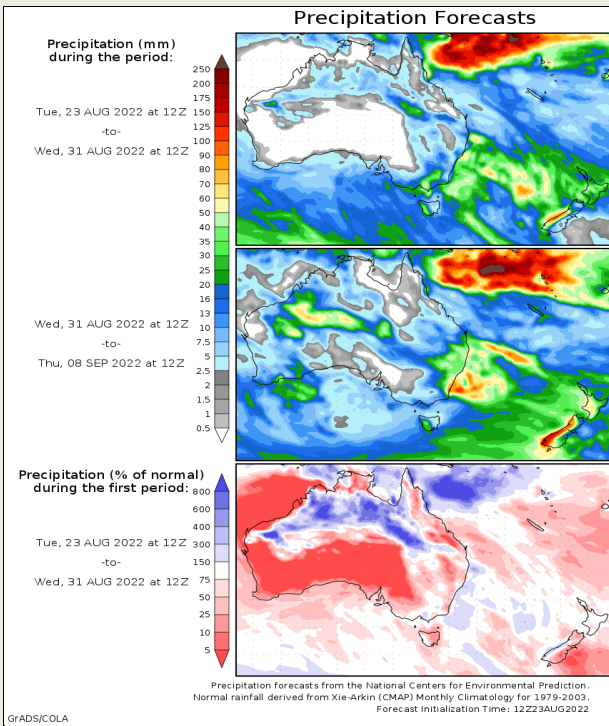 Precipitation Forecasts
Precipitation (mm)
during the period:
Tue, 23 AUG 2022 at 12Z
-to-
Wed, 31 AUG 2022 at 12Z
250
200
175
150
125
100
90
80
70
60
50
40
35
30
25
20
16
13
10
7.5
5
2.5
2
1.5
1
0.5
Wed, 31 AUG 2022 at 12Z
-to-
Thu, 08 SEP 2022 at 12Z
Precipitation (% of normal)
during the first period:
Tue, 23 AUG 2022 at 12Z
-to-
Wed, 31 AUG 2022 at 12Z
800
600
400
300
150
75
50
25
10
5
Precipitation forecasts from the National Centers for Environmental Prediction.
Normal rainfall derived from Xie-Arkin (CMAP) Monthly Climatology for 1979-2003.
Forecast Initialization Time: 12Z23AUG2022
GrADS/COLA